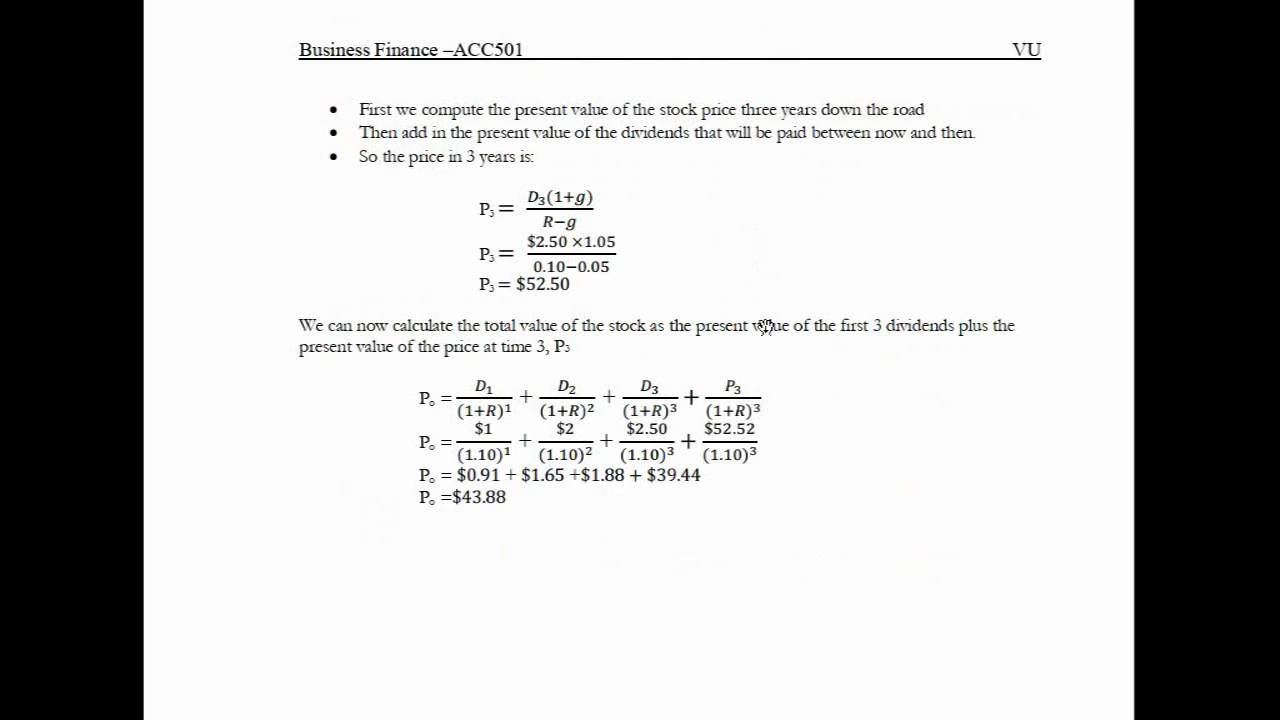 Business Finance –ACC501 VU
• First we compute the present value of the stock price three years down the road
• Then add in the present value of the dividends that will be paid between now and then.
• So the price in 3 years is:
P₃ = D₃(1+g) / R−g
P₃ = $2.50 ×1.05 / 0.10−0.05
P₃ = $52.50
We can now calculate the total value of the stock as the present value of the first 3 dividends plus the
present value of the price at time 3, P₃
P₀ = D₁/(1+R)¹ + D₂/(1+R)² + D₃/(1+R)³ + P₃/(1+R)³
P₀ = $1/(1.10)¹ + $2/(1.10)² + $2.50/(1.10)³ + $52.52/(1.10)³
P₀ = $0.91 + $1.65 +$1.88 + $39.44
P₀ =$43.88